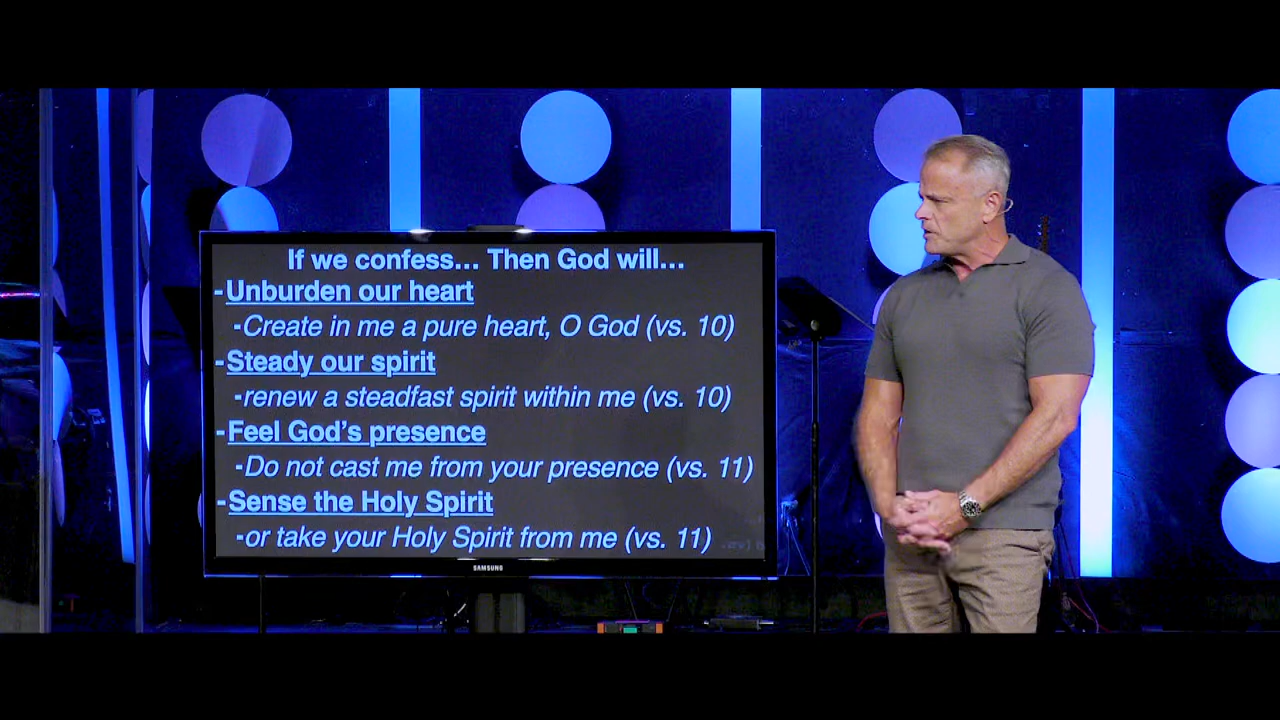 If we confess... Then God will...
-Unburden our heart
-Create in me a pure heart, O God (vs. 10)
-Steady our spirit
-renew a steadfast spirit within me (vs. 10)
-Feel God's presence
-Do not cast me from your presence (vs. 11)
-Sense the Holy Spirit
-or take your Holy Spirit from me (vs. 11)
SAMSUNG